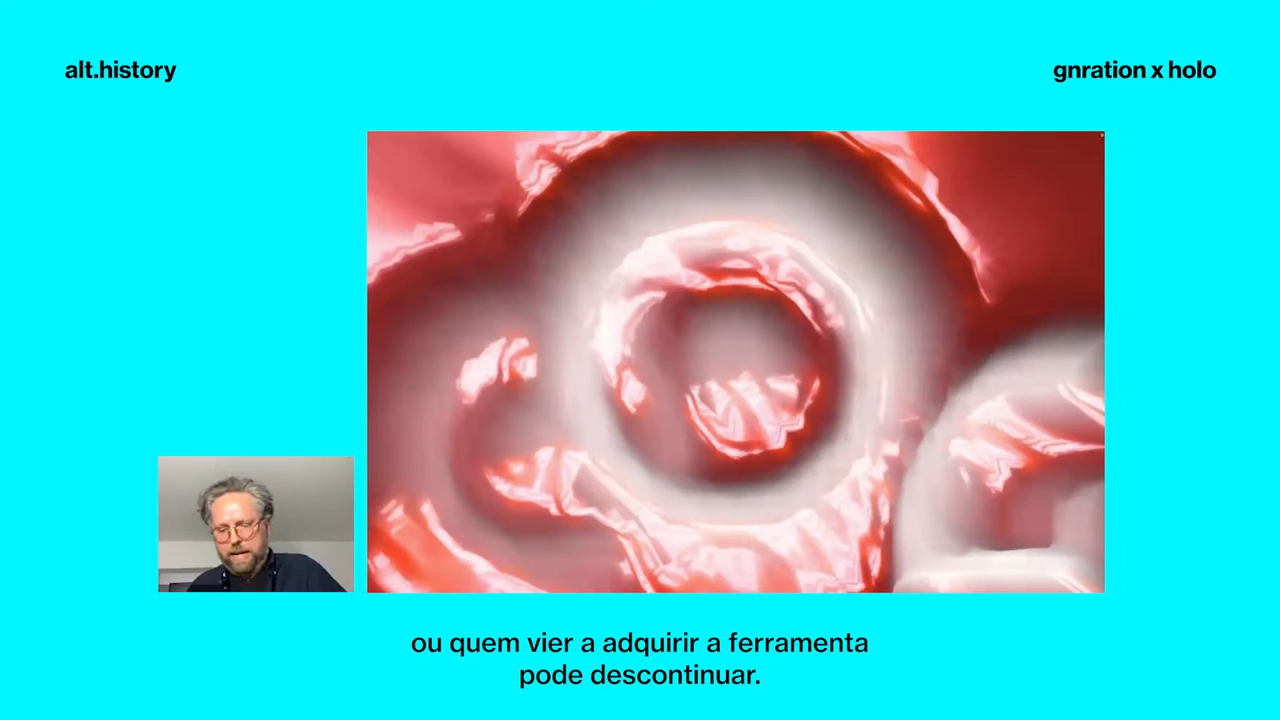 alt.history
gnration x holo
ou quem vier a adquirir a ferramenta
pode descontinuar.